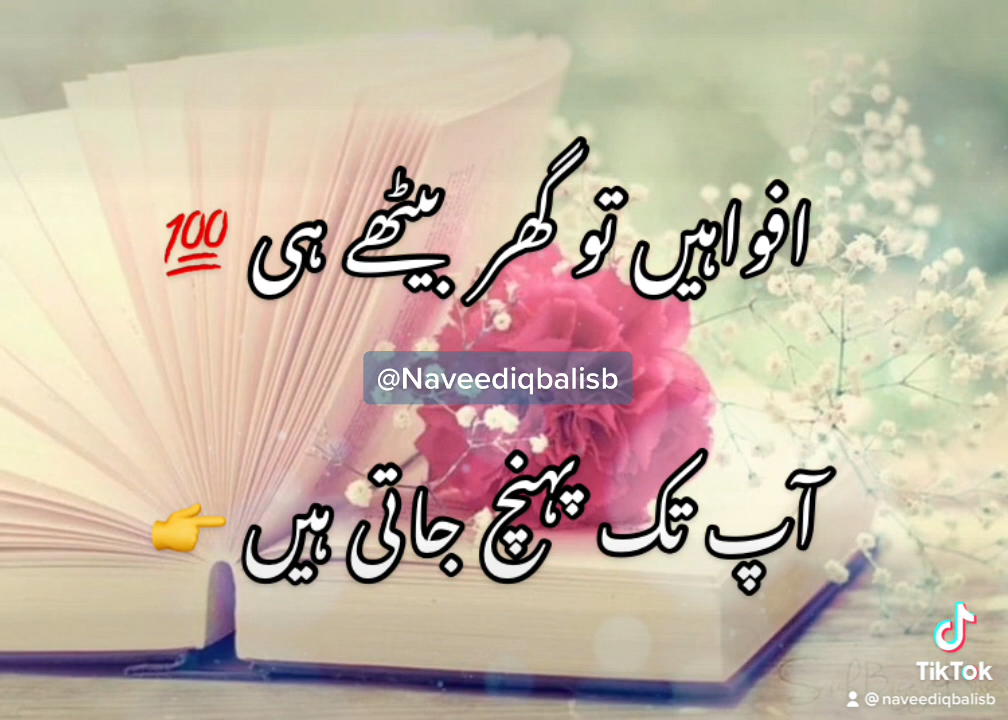 افواہیں تو گھر بیٹھے ہی 💯
@Naveediqbalisb
آپ تک پہنچ جاتی ہیں 👉
TikTok
@naveediqbalisb